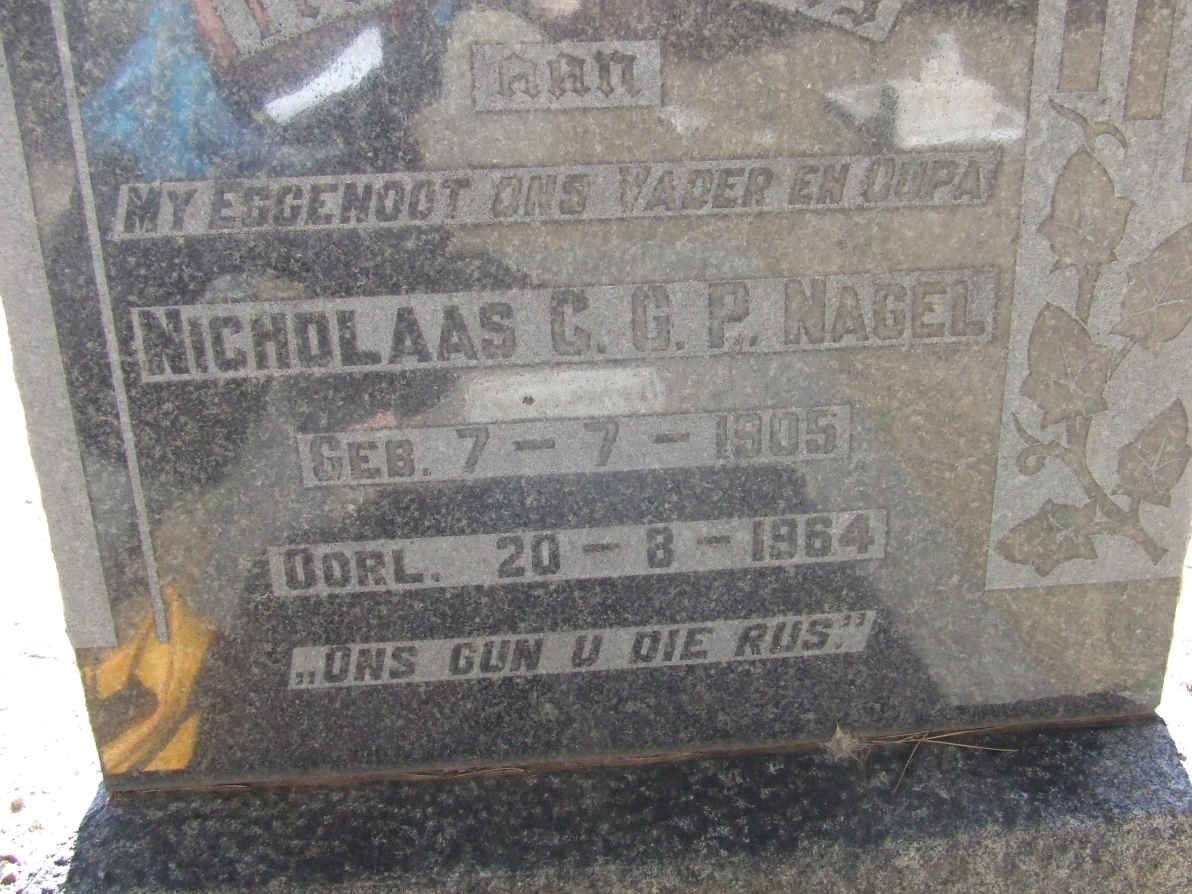 aan
MY EGGENOOT ONS VADER EN OUPA
NICHOLAAS C. G. P. NAGEL
GEB. 7 – 7 – 1905
OORL. 20 – 8 – 1964
„ONS GUN U DIE RUS.”